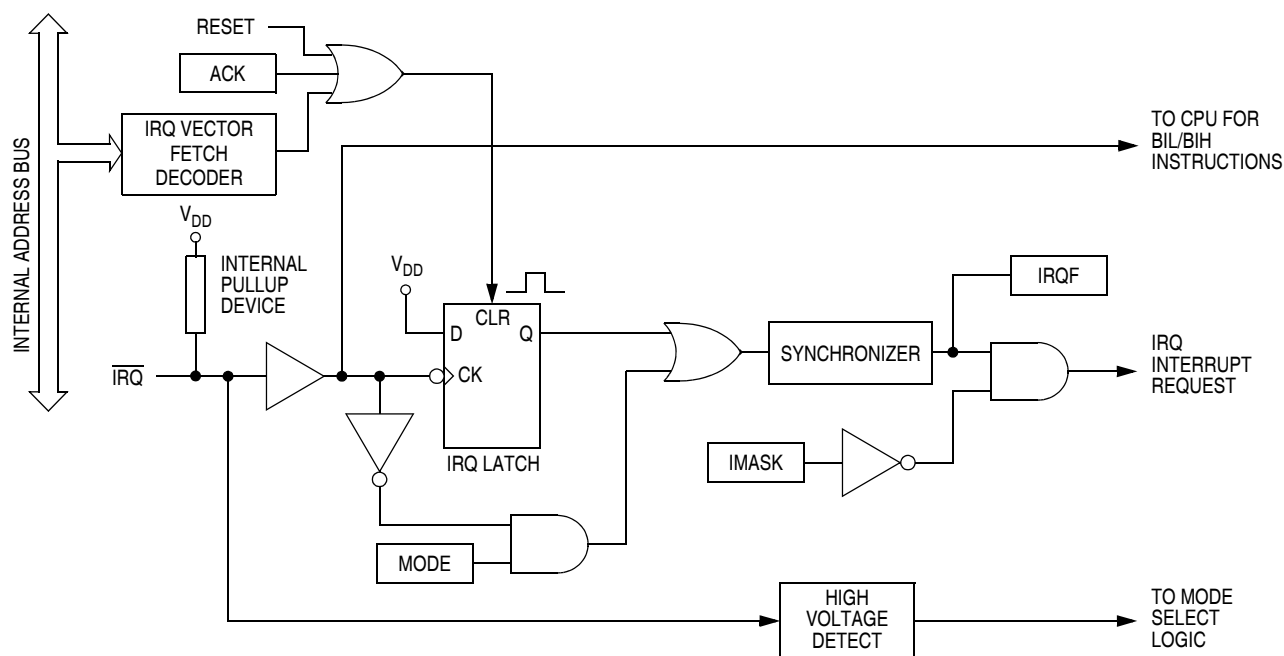 INTERNAL ADDRESS BUS
RESET
ACK
IRQ VECTOR
FETCH
DECODER
TO CPU FOR
BIL/BIH
INSTRUCTIONS
VDD
INTERNAL
PULLUP
DEVICE
VDD
CLR
D
Q
CK
IRQ LATCH
IRQ
SYNCHRONIZER
IRQF
IRQ
INTERRUPT
REQUEST
IMASK
MODE
HIGH
VOLTAGE
DETECT
TO MODE
SELECT
LOGIC